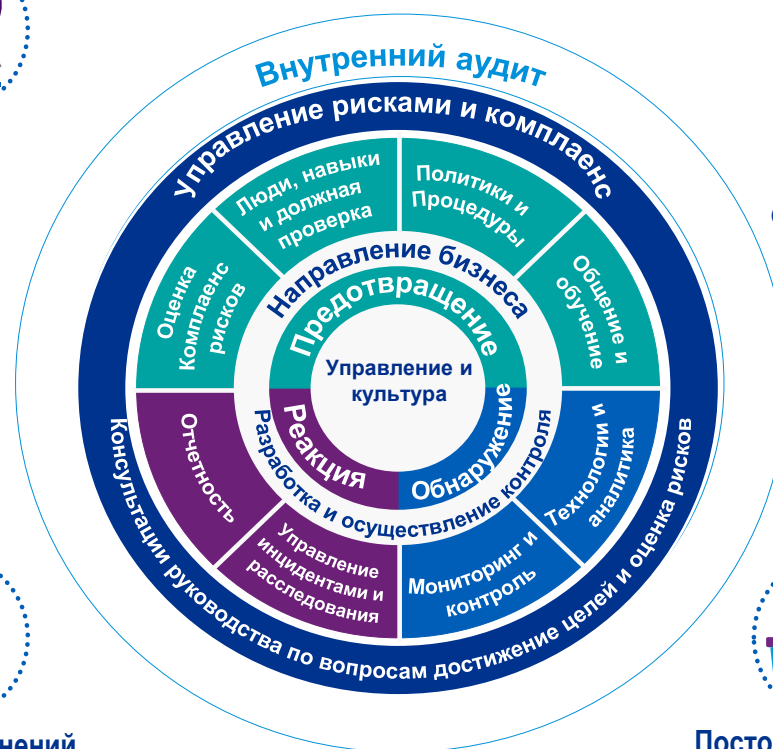 Внутренний аудит
Управление рисками и комплаенс
Люди, навыки
и должная
проверка
Политики и
Процедуры
Оценка
Комплаенс
рисков
Общение и
обучение
Направление бизнеса
Предотвращение
Управление и
культура
Реакция
Обнаружение
Разработка и осуществление контроля
Отчетность
Технологии и
аналитика
Управление
инцидентами и
расследования
Мониторинг и
контроль
Консультации руководства по вопросам достижение целей и оценка рисков
нений
Посто